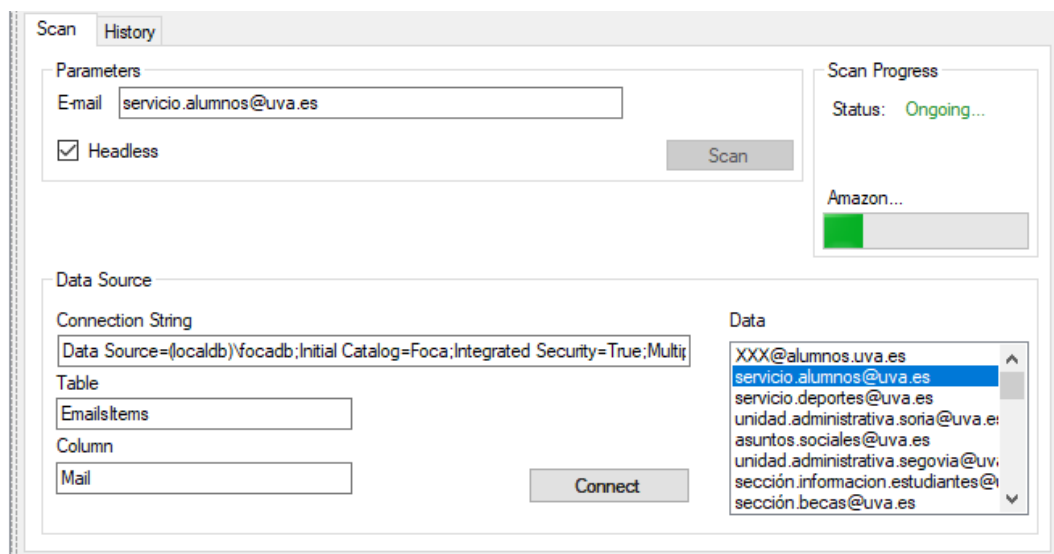 Scan History
Parameters
E-mail servicio.alumnos@uva.es
Headless
Scan
Scan Progress
Status: Ongoing...
Amazon...
Data Source
Connection String
Data Source=(localdb)\focadb;Initial Catalog=Foca;Integrated Security=True;Multip
Table
EmailsItems
Column
Mail
Connect
Data
XXX@alumnos.uva.es
servicio.alumnos@uva.es
servicio.deportes@uva.es
unidad.administrativa.soria@uva.es
asuntos.sociales@uva.es
unidad.administrativa.segovia@uva
sección.informacion.estudiantes@u
sección.becas@uva.es